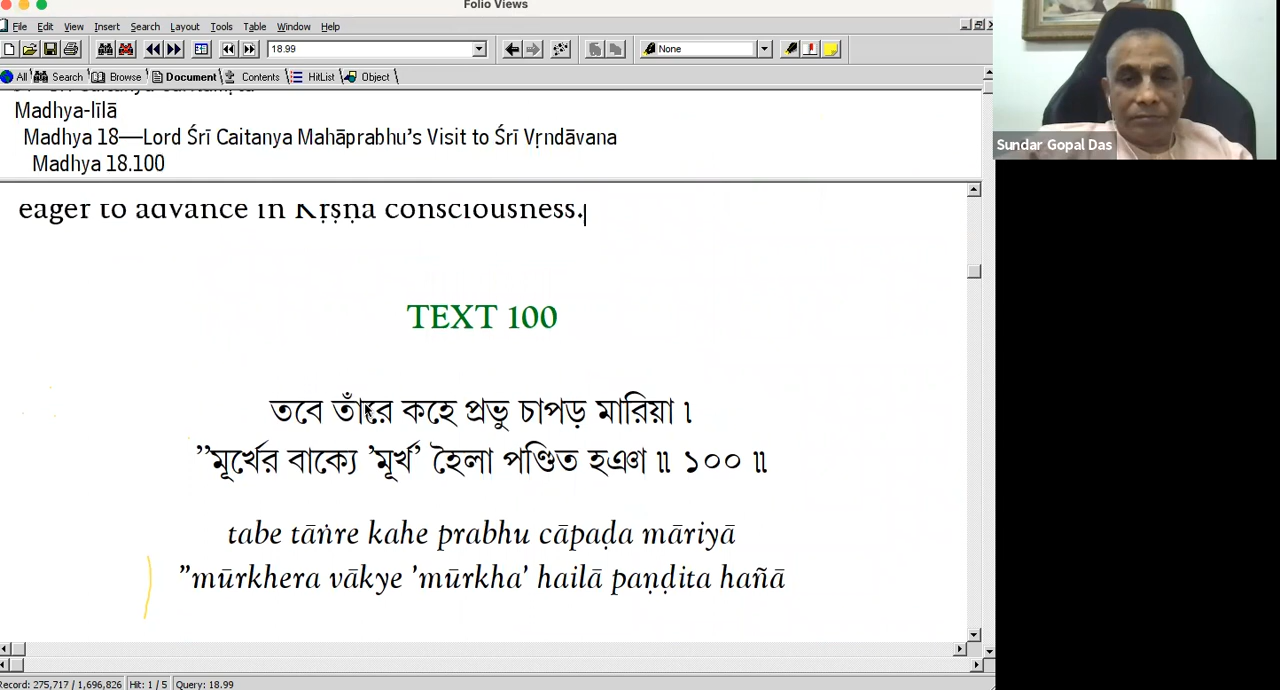 Folio Views
File Edit View Insert Search Layout Tools Table Window Help
18.99
None
All Search Browse Document Contents HitList Object
Madhya-līlā
Madhya 18—Lord Śrī Caitanya Mahāprabhu’s Visit to Śrī Vṛndāvana
Madhya 18.100
eager to advance in Kṛṣṇa consciousness.
TEXT 100
তবে তাঁরে কহে প্রভু চাপড় মারিয়া ৷
”মূর্খের বাক্যে ’মূর্খ’ হৈলা পণ্ডিত হঞা ৷৷ ১০০ ৷৷
tabe tāṅre kahe prabhu cāpaḍa māriyā
”mūrkhera vākye ’mūrkha’ hailā paṇḍita hañā
Record: 275,717 / 1,696,826 Hit: 1 / 5 Query: 18.99
Sundar Gopal Das